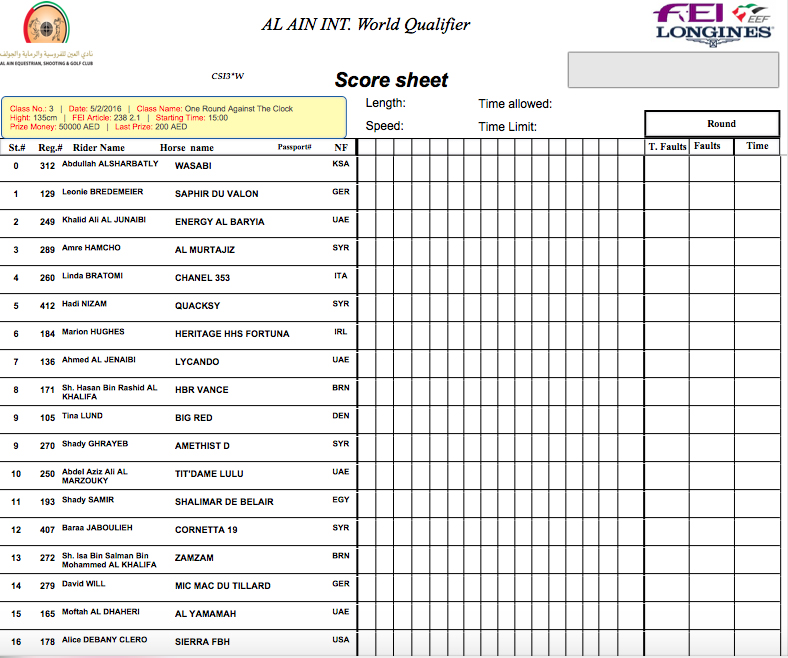 AL AIN INT. World Qualifier
FEI
EEF
LONGINES
نادي العين للفروسية والرماية والجولف
AL AIN EQUESTRIAN, SHOOTING & GOLF CLUB
CSI3*W
Score sheet
Class No.: 3 | Date: 5/2/2016 | Class Name: One Round Against The Clock
Hight: 135cm | FEI Article: 238 2.1 | Starting Time: 15:00
Prize Money: 50000 AED | Last Prize: 200 AED
Length: Time allowed:
Speed: Time Limit:
Round
St.# Reg.# Rider Name Horse name Passport# NF T. Faults Faults Time
0 312 Abdullah ALSHARBATLY WASABI KSA
1 129 Leonie BREDEMEIER SAPHIR DU VALON GER
2 249 Khalid Ali AL JUNAIBI ENERGY AL BARYIA UAE
3 289 Amre HAMCHO AL MURTAJIZ SYR
4 260 Linda BRATOMI CHANEL 353 ITA
5 412 Hadi NIZAM QUACKSY SYR
6 184 Marion HUGHES HERITAGE HHS FORTUNA IRL
7 136 Ahmed AL JENAIBI LYCANDO UAE
8 171 Sh. Hasan Bin Rashid AL KHALIFA HBR VANCE BRN
9 105 Tina LUND BIG RED DEN
9 270 Shady GHRAYEB AMETHIST D SYR
10 250 Abdel Aziz Ali AL MARZOUKY TIT'DAME LULU UAE
11 193 Shady SAMIR SHALIMAR DE BELAIR EGY
12 407 Baraa JABOULIEH CORNETTA 19 SYR
13 272 Sh. Isa Bin Salman Bin Mohammed AL KHALIFA ZAMZAM BRN
14 279 David WILL MIC MAC DU TILLARD GER
15 165 Moftah AL DHAHERI AL YAMAMAH UAE
16 178 Alice DEBANY CLERO SIERRA FBH USA